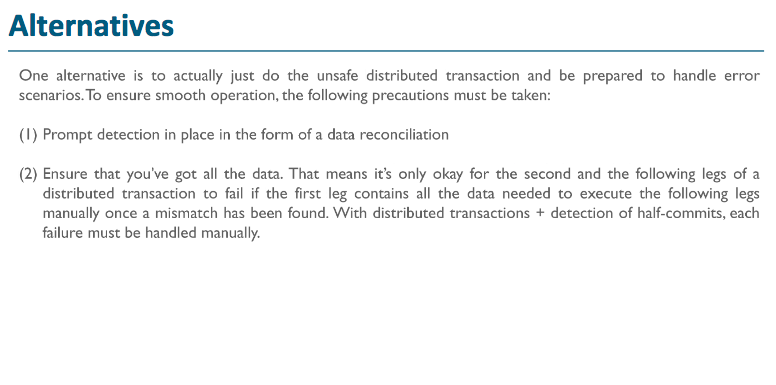 Alternatives
One alternative is to actually just do the unsafe distributed transaction and be prepared to handle error
scenarios. To ensure smooth operation, the following precautions must be taken:
(1) Prompt detection in place in the form of a data reconciliation
(2) Ensure that you've got all the data. That means it's only okay for the second and the following legs of a
distributed transaction to fail if the first leg contains all the data needed to execute the following legs
manually once a mismatch has been found. With distributed transactions + detection of half-commits, each
failure must be handled manually.